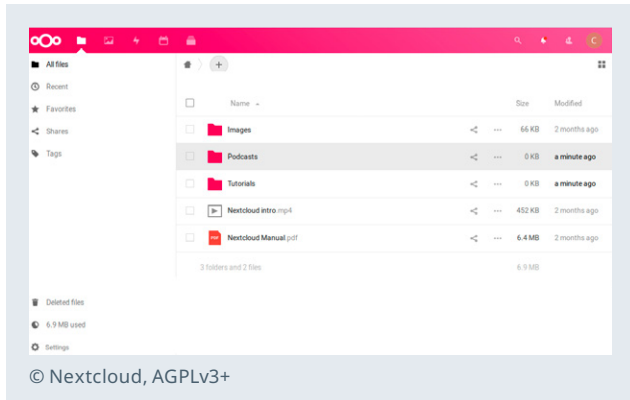 C
All files
Recent
Name
Size
Modified
Favorites
Shares
Images
66 KB
2 months ago
Tags
Podcasts
0 KB
a minute ago
Tutorials
0 KB
a minute ago
Nextcloud intro.mp4
452 KB
2 months ago
PDF
Nextcloud Manual.pdf
6.4 MB
2 months ago
3 folders and 2 files
6.9 MB
Deleted files
6.9 MB used
Settings
© Nextcloud, AGPLv3+